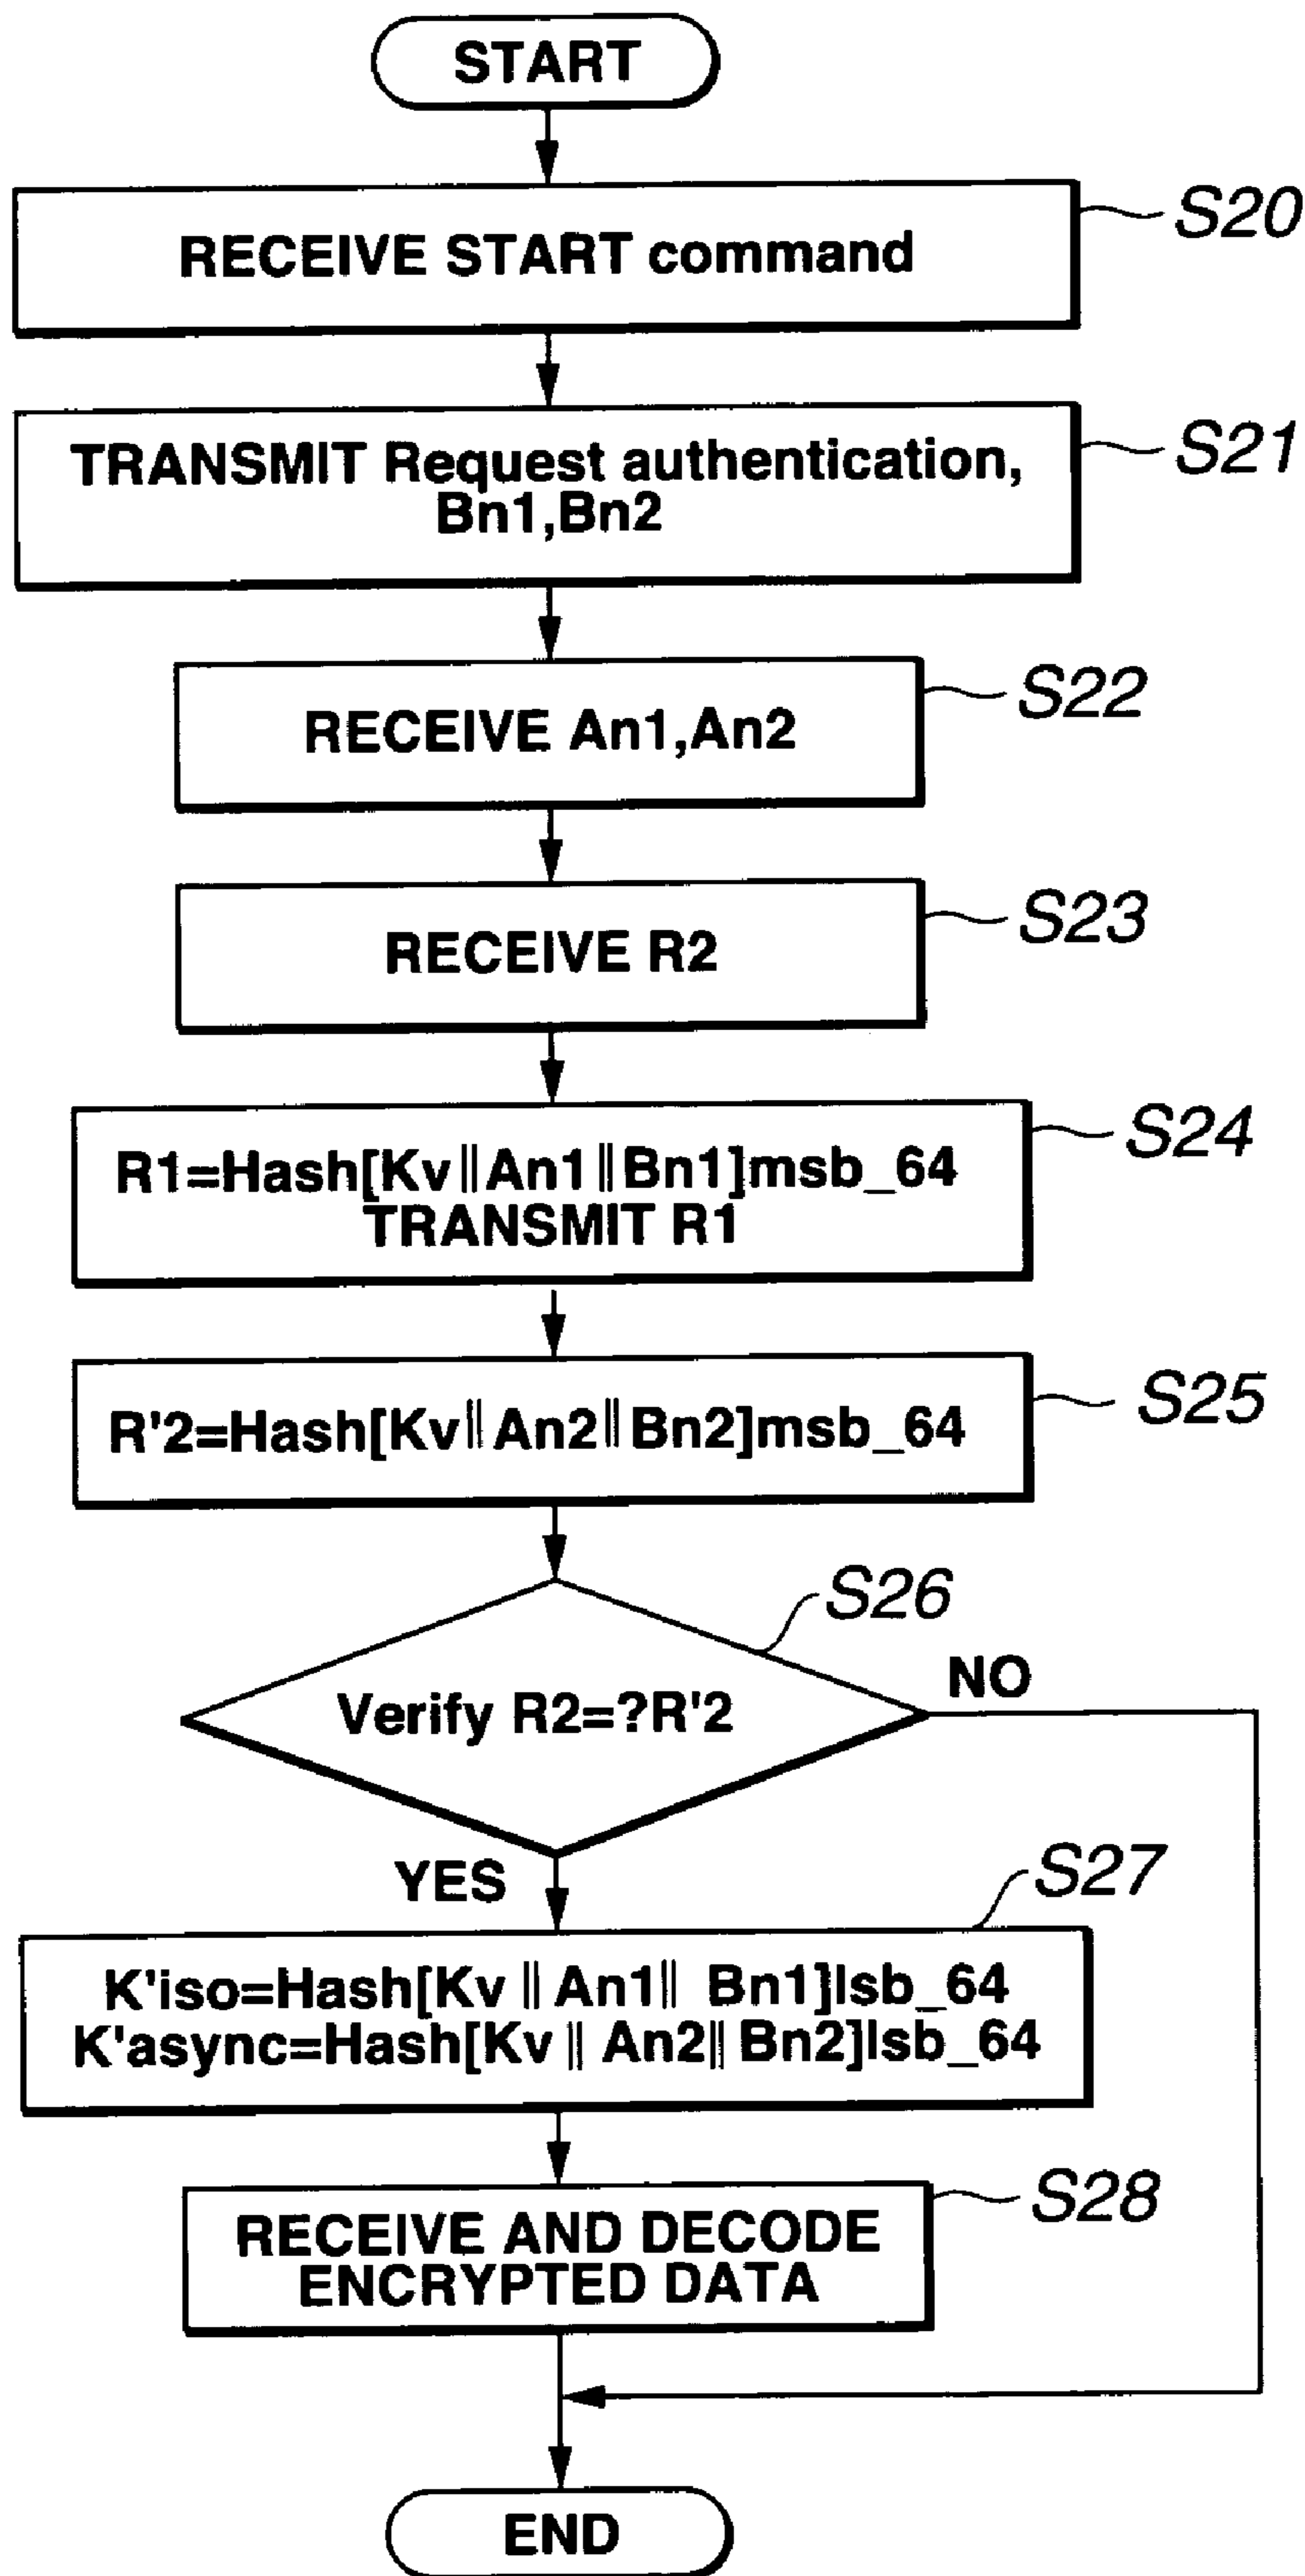 START
RECEIVE START command
S20
TRANSMIT Request authentication,
Bn1,Bn2
S21
RECEIVE An1,An2
S22
RECEIVE R2
S23
R1=Hash[Kv||An1||Bn1]msb_64
TRANSMIT R1
S24
R'2=Hash[Kv||An2||Bn2]msb_64
S25
Verify R2=?R'2
S26
NO
YES
S27
K'iso=Hash[Kv||An1|| Bn1]lsb_64
K'async=Hash[Kv|| An2||Bn2]lsb_64
RECEIVE AND DECODE
ENCRYPTED DATA
S28
END